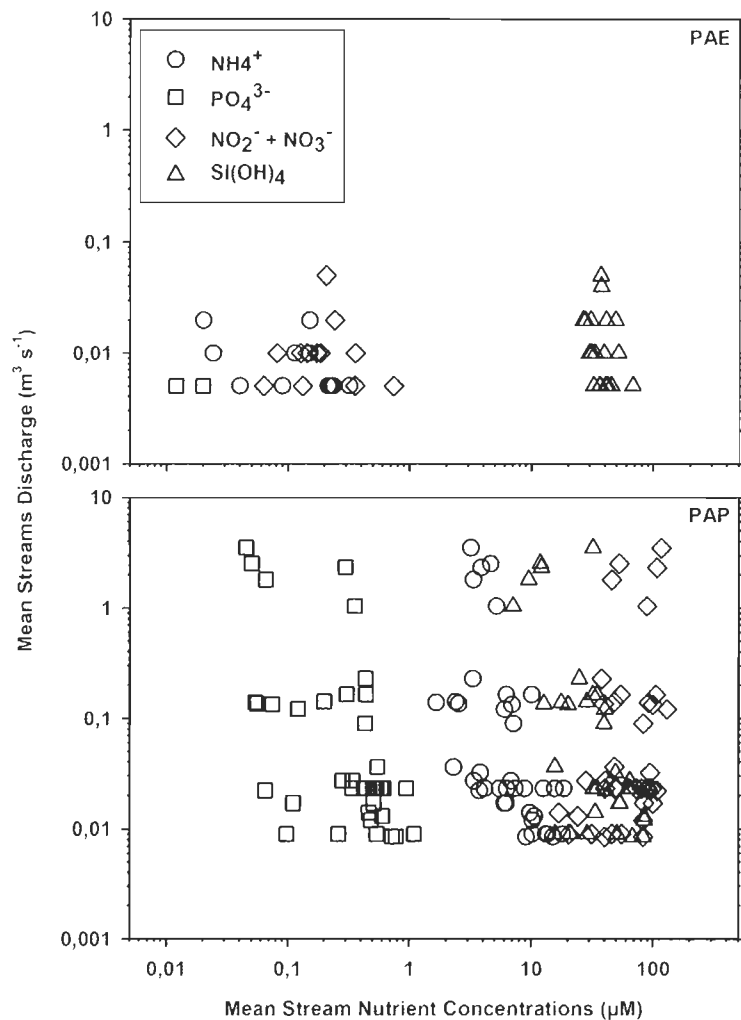 10
PAE
NH4⁺
PO₄³⁻
NO₂⁻ + NO₃⁻
SI(OH)₄
1
0,1
0,01
0,001
10
PAP
1
0,1
0,01
0,001
0,01 0,1 1 10 100
Mean Streams Discharge (m³ s⁻¹)
Mean Stream Nutrient Concentrations (µM)